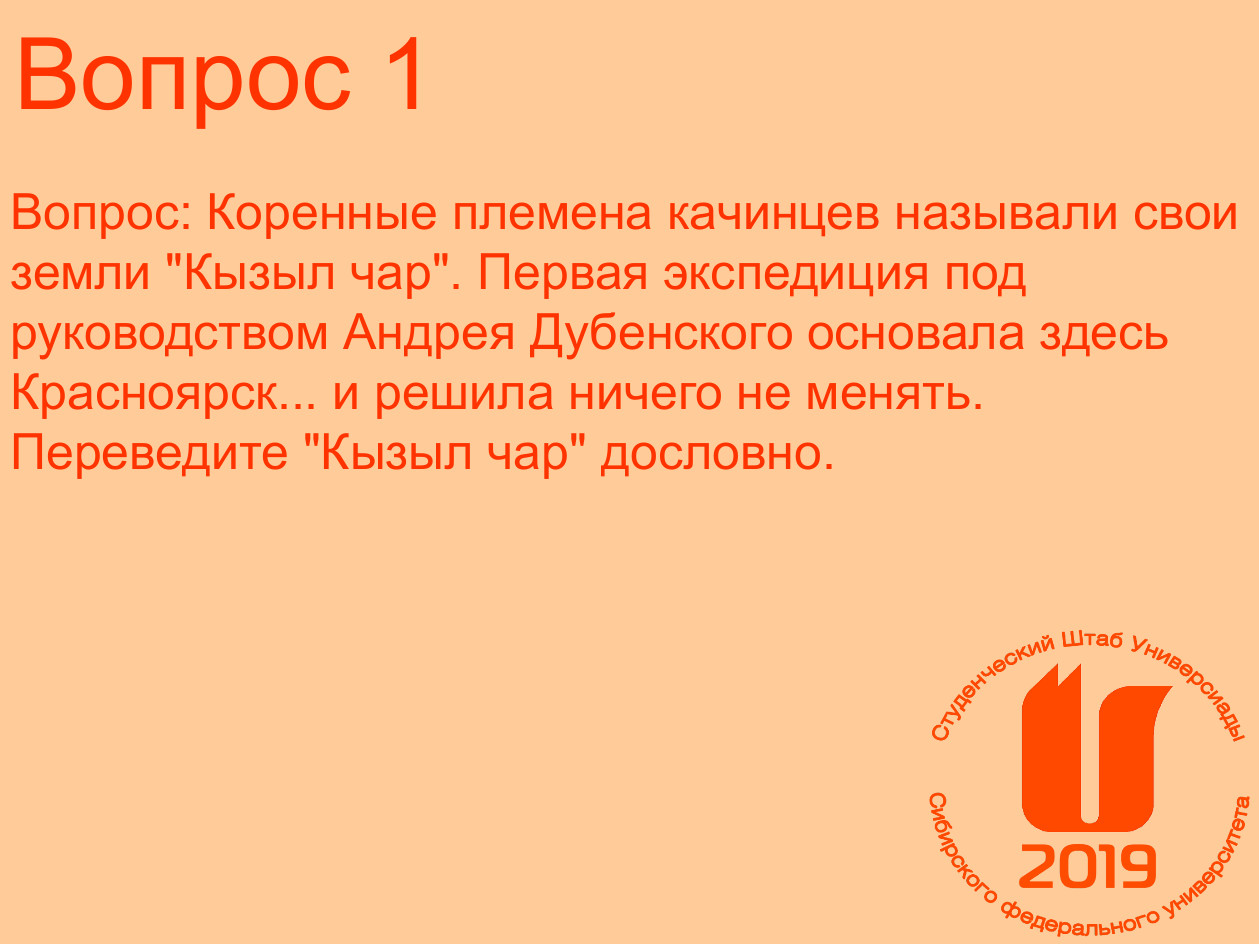 Вопрос 1
Вопрос: Коренные племена качинцев называли свои
земли "Кызыл чар". Первая экспедиция под
руководством Андрея Дубенского основала здесь
Красноярск... и решила ничего не менять.
Переведите "Кызыл чар" дословно.
Студенческий Штаб Универсиады
2019
Сибирского федерального университета